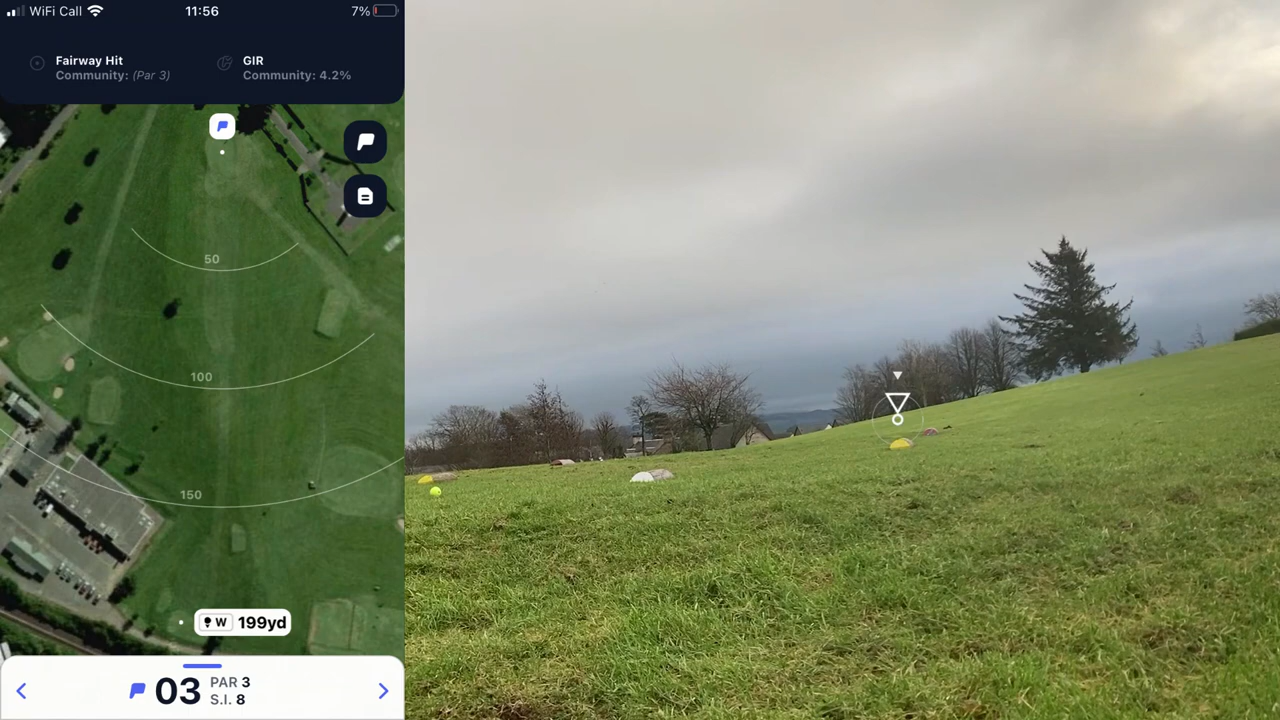 WiFi Call 11:56 7%
Fairway Hit
Community: (Par 3)
GIR
Community: 4.2%
50
100
150
W 199yd
03
PAR 3
S.I. 8